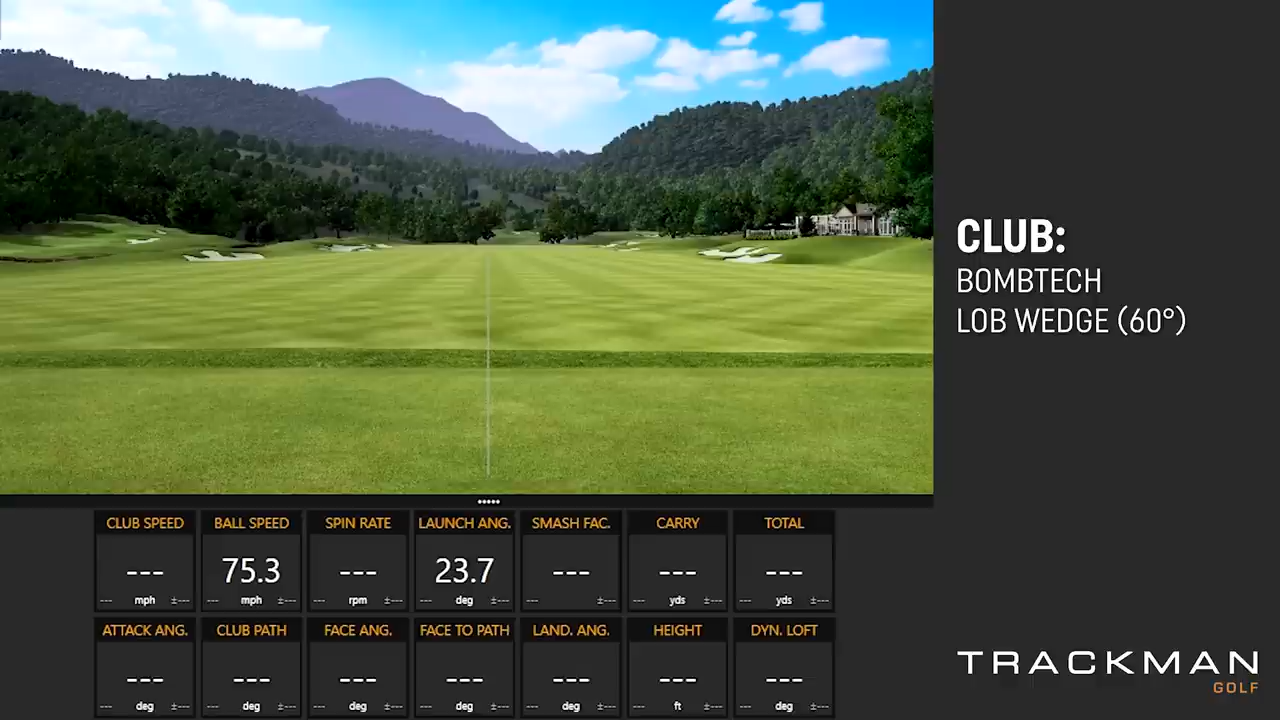 CLUB:
BOMBTECH
LOB WEDGE (60°)
CLUB SPEED BALL SPEED SPIN RATE LAUNCH ANG. SMASH FAC. CARRY TOTAL
--- 75.3 --- 23.7 --- --- ---
--- mph ±--- --- mph ±--- --- rpm ±--- --- deg ±--- --- ±--- --- yds ±--- --- yds ±---
ATTACK ANG. CLUB PATH FACE ANG. FACE TO PATH LAND. ANG. HEIGHT DYN. LOFT
--- --- --- --- --- --- ---
--- deg ±--- --- deg ±--- --- deg ±--- --- deg ±--- --- deg ±--- --- ft ±--- --- deg ±---
TRACKMAN
GOLF